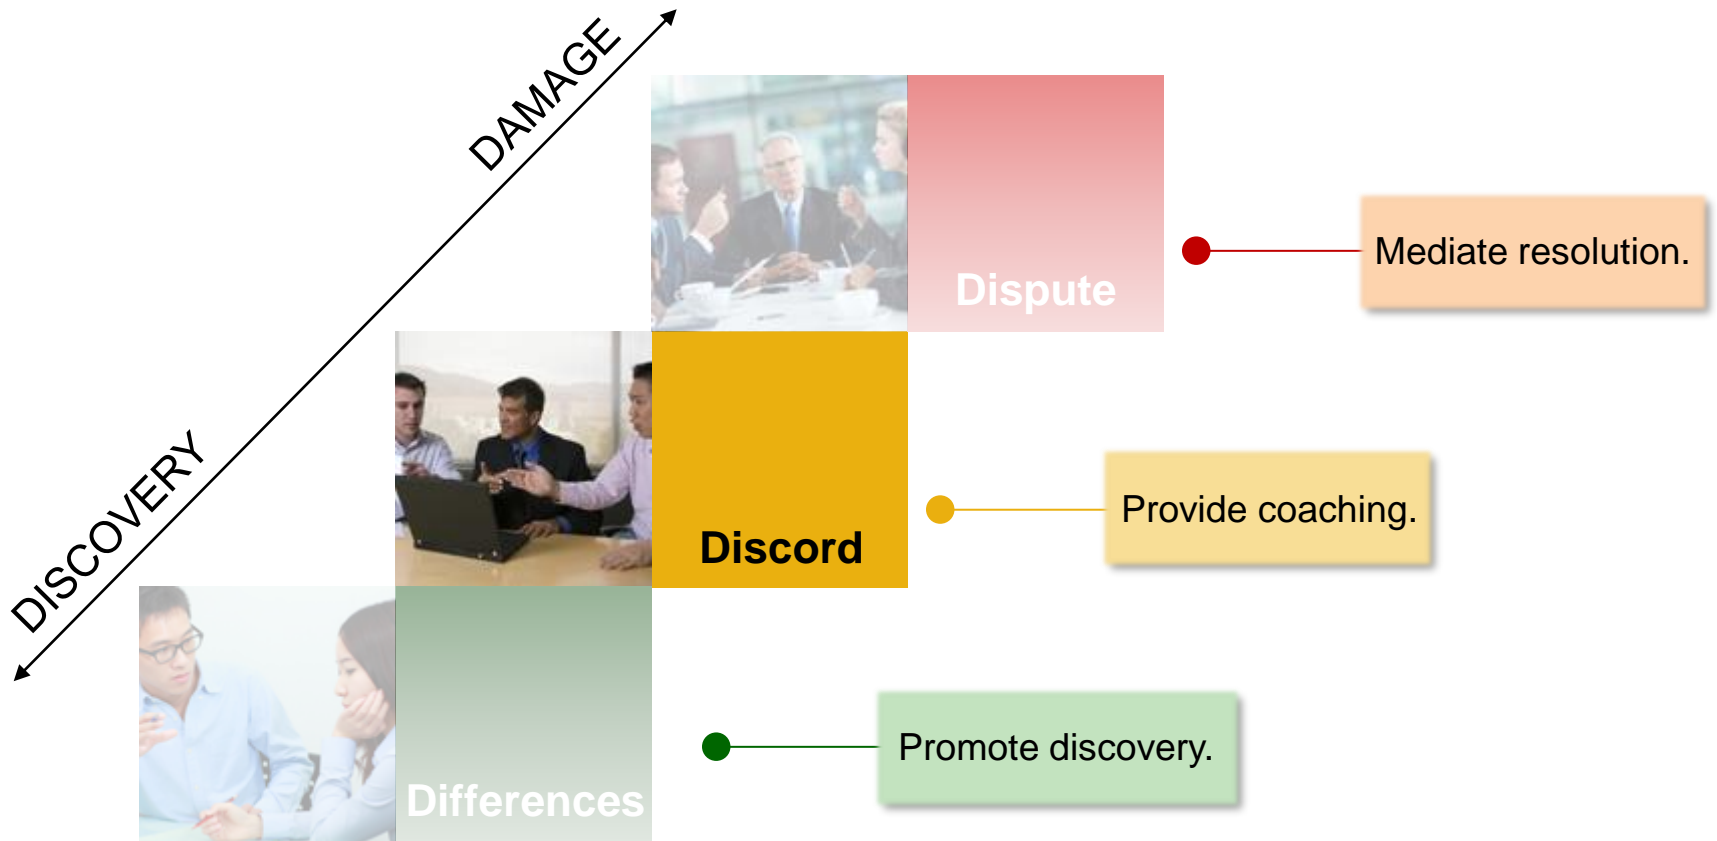 DAMAGE
DISCOVERY
Dispute
Mediate resolution.
Discord
Provide coaching.
Differences
Promote discovery.